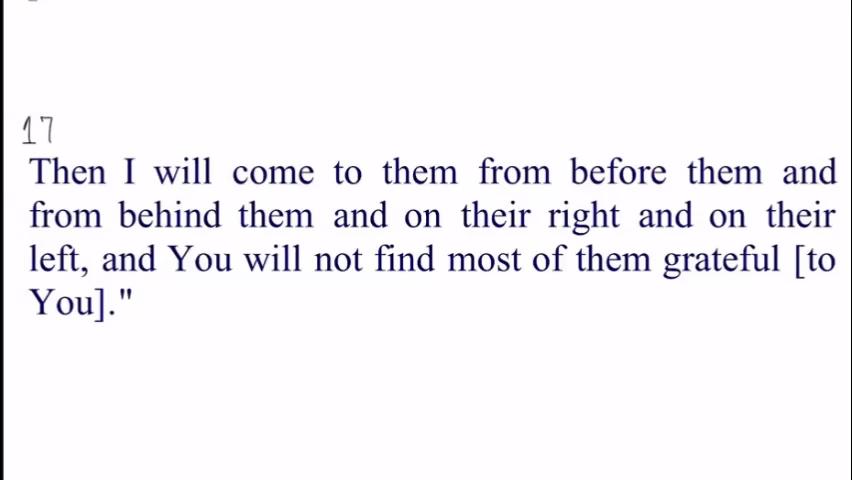 17
Then I will come to them from before them and
from behind them and on their right and on their
left, and You will not find most of them grateful [to
You]."